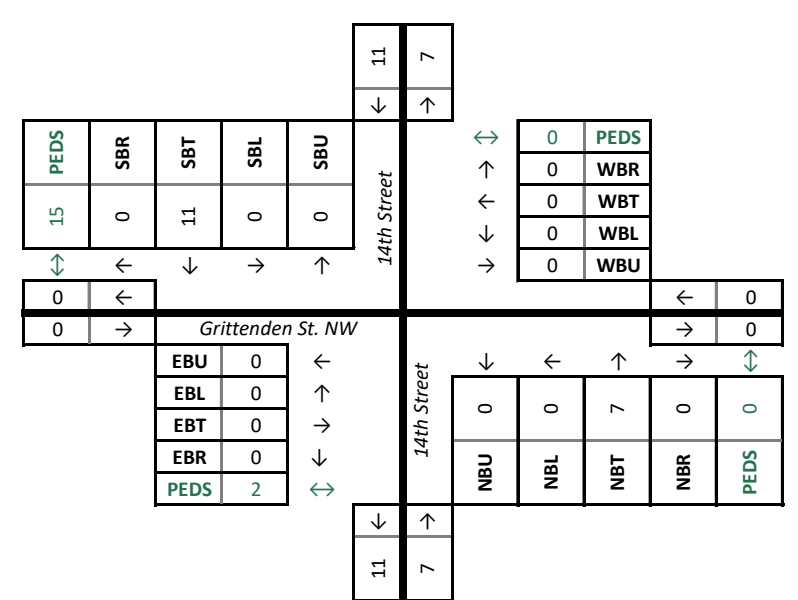 11 7
↓ ↑
PEDS SBR SBT SBL SBU
15 0 11 0 0
↕ ← ↓ → ↑
14th Street
↔ 0 PEDS
↑ 0 WBR
← 0 WBT
↓ 0 WBL
→ 0 WBU
0 ←
0 →
← 0
→ 0
Grittenden St. NW
EBU 0 ←
EBL 0 ↑
EBT 0 →
EBR 0 ↓
PEDS 2 ↔
14th Street
↓ ← ↑ → ↕
0 0 7 0 0
NBU NBL NBT NBR PEDS
↓ ↑
11 7